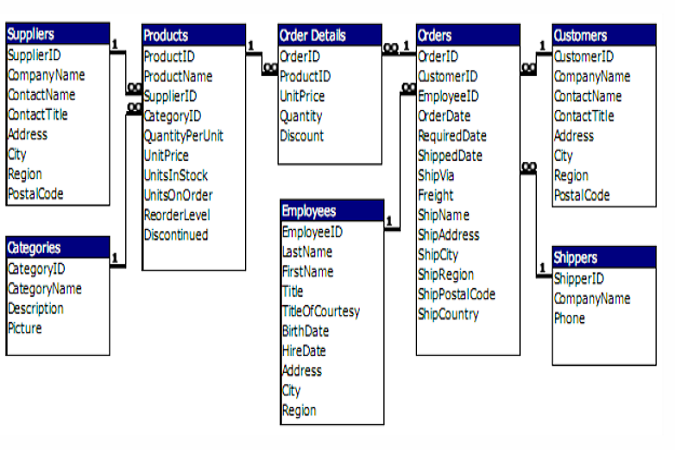 Suppliers
SupplierID
CompanyName
ContactName
ContactTitle
Address
City
Region
PostalCode
Categories
CategoryID
CategoryName
Description
Picture
Products
ProductID
ProductName
SupplierID
CategoryID
QuantityPerUnit
UnitPrice
UnitsInStock
UnitsOnOrder
ReorderLevel
Discontinued
Order Details
OrderID
ProductID
UnitPrice
Quantity
Discount
Employees
EmployeeID
LastName
FirstName
Title
TitleOfCourtesy
BirthDate
HireDate
Address
City
Region
Orders
OrderID
CustomerID
EmployeeID
OrderDate
RequiredDate
ShippedDate
ShipVia
Freight
ShipName
ShipAddress
ShipCity
ShipRegion
ShipPostalCode
ShipCountry
Customers
CustomerID
CompanyName
ContactName
ContactTitle
Address
City
Region
PostalCode
Shippers
ShipperID
CompanyName
Phone
1
∞
1
∞
1
∞
∞
1
∞
1
∞
1
∞
1